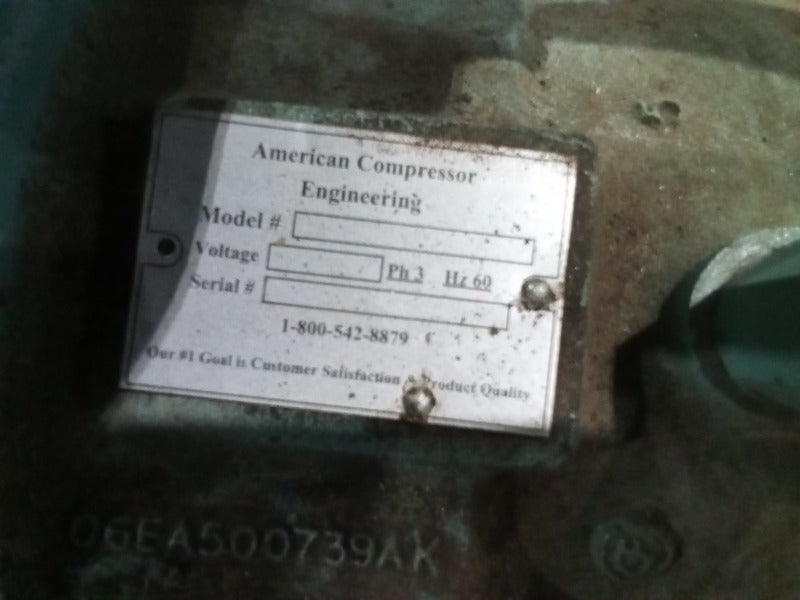 American Compressor
Engineering
Model #
Voltage Ph 3 Hz 60
Serial #
1-800-542-8879
Our #1 Goal is Customer Satisfaction Product Quality
06EA500739AK